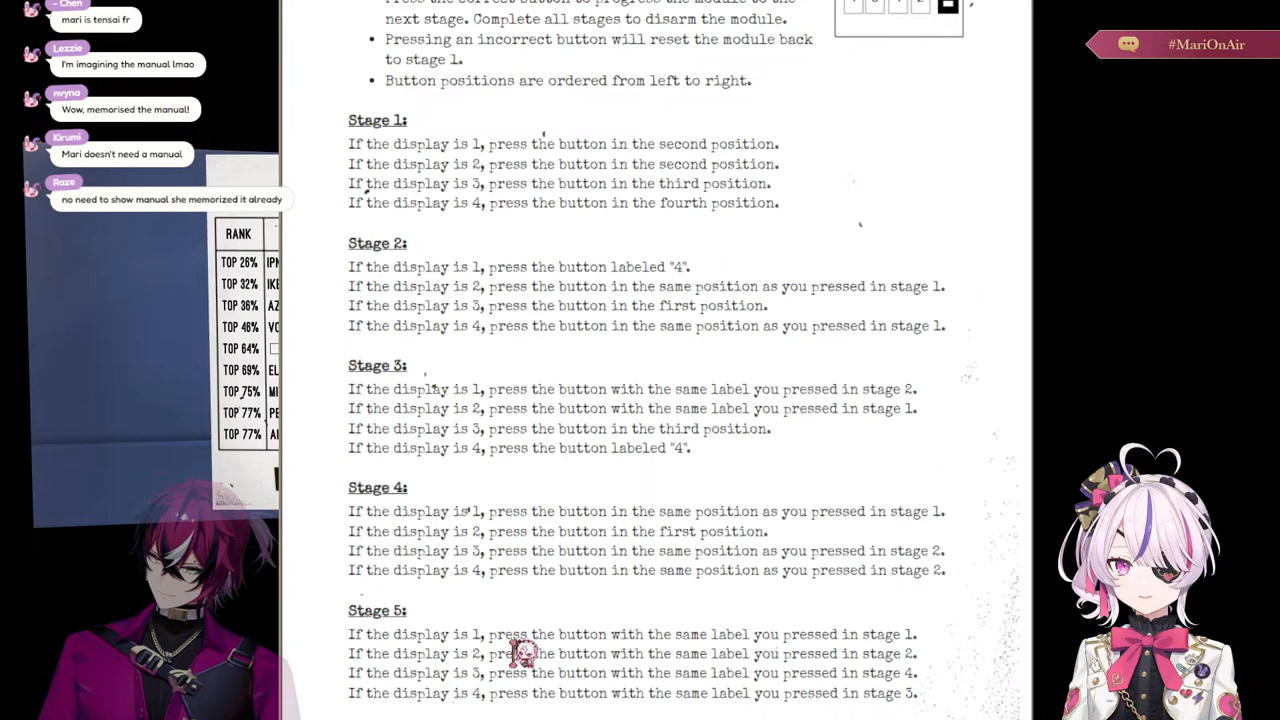 - Chen
mari is tensai fr
Lezzie
I'm imagining the manual lmao
nvyna
Wow, memorised the manual!
Kirumi
Mari doesn't need a manual
Raze
no need to show manual she memorized it already
RANK
TOP 26%
TOP 32%
TOP 36%
TOP 46%
TOP 64%
TOP 69%
TOP 75%
TOP 77%
TOP 77%
next stage. Complete all stages to disarm the module.
• Pressing an incorrect button will reset the module back
to stage 1.
• Button positions are ordered from left to right.
Stage 1:
If the display is 1, press the button in the second position.
If the display is 2, press the button in the second position.
If the display is 3, press the button in the third position.
If the display is 4, press the button in the fourth position.
Stage 2:
If the display is 1, press the button labeled "4".
If the display is 2, press the button in the same position as you pressed in stage 1.
If the display is 3, press the button in the first position.
If the display is 4, press the button in the same position as you pressed in stage 1.
Stage 3:
If the display is 1, press the button with the same label you pressed in stage 2.
If the display is 2, press the button with the same label you pressed in stage 1.
If the display is 3, press the button in the third position.
If the display is 4, press the button labeled "4".
Stage 4:
If the display is 1, press the button in the same position as you pressed in stage 1.
If the display is 2, press the button in the first position.
If the display is 3, press the button in the same position as you pressed in stage 2.
If the display is 4, press the button in the same position as you pressed in stage 2.
Stage 5:
If the display is 1, press the button with the same label you pressed in stage 1.
If the display is 2, press the button with the same label you pressed in stage 2.
If the display is 3, press the button with the same label you pressed in stage 4.
If the display is 4, press the button with the same label you pressed in stage 3.
#MariOnAir